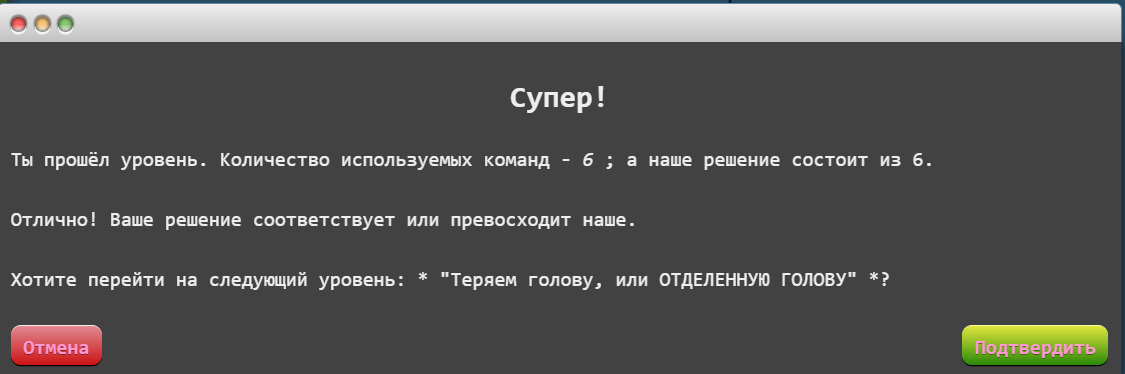 Супер!
Ты прошёл уровень. Количество используемых команд - 6 ; а наше решение состоит из 6.
Отлично! Ваше решение соответствует или превосходит наше.
Хотите перейти на следующий уровень: * "Теряем голову, или ОТДЕЛЕННУЮ ГОЛОВУ" *?
Отмена
Подтвердить